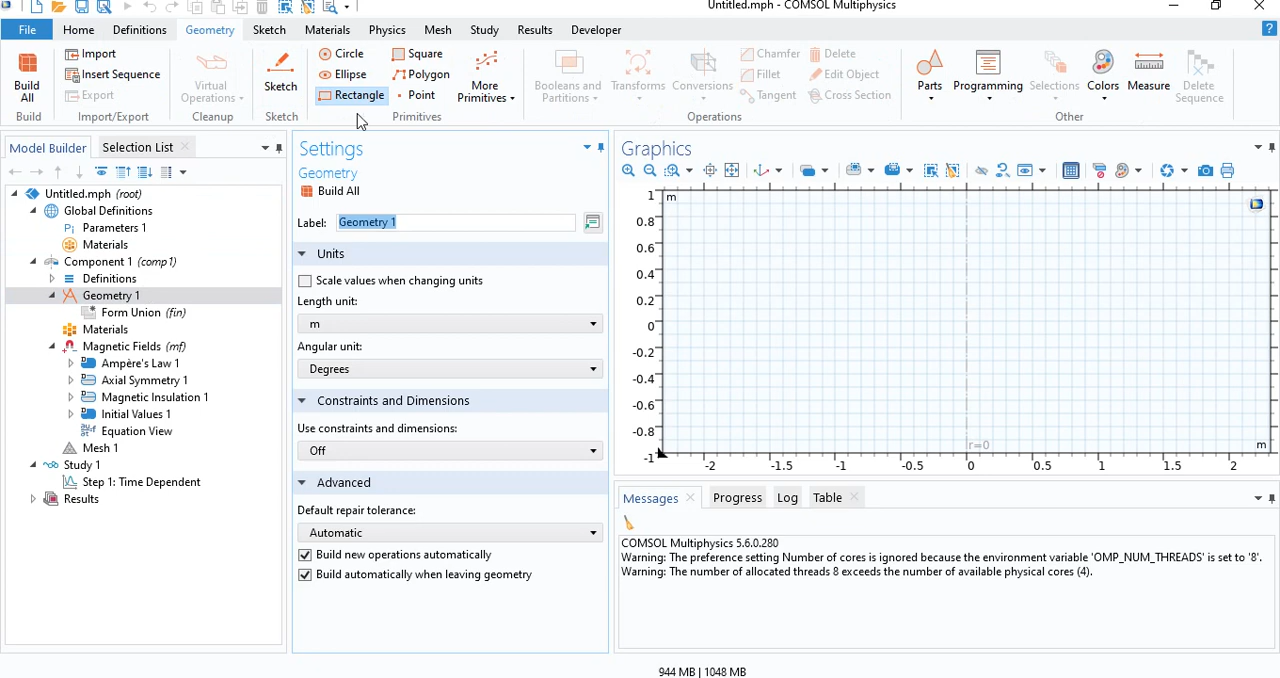 Untitled.mph - COMSOL Multiphysics
File Home Definitions Geometry Sketch Materials Physics Mesh Study Results Developer
Build All
Build
Import
Insert Sequence
Export
Import/Export
Virtual Operations
Cleanup
Sketch
Sketch
Circle
Ellipse
Rectangle
Square
Polygon
Point
More Primitives
Primitives
Booleans and Partitions
Transforms
Conversions
Chamfer
Fillet
Tangent
Delete
Edit Object
Cross Section
Operations
Parts
Programming
Selections
Colors
Measure
Delete Sequence
Other
Model Builder Selection List
Untitled.mph (root)
Global Definitions
Parameters 1
Materials
Component 1 (comp1)
Definitions
Geometry 1
Form Union (fin)
Materials
Magnetic Fields (mf)
Ampère's Law 1
Axial Symmetry 1
Magnetic Insulation 1
Initial Values 1
Equation View
Mesh 1
Study 1
Step 1: Time Dependent
Results
Settings
Geometry
Build All
Label: Geometry 1
Units
Scale values when changing units
Length unit:
m
Angular unit:
Degrees
Constraints and Dimensions
Use constraints and dimensions:
Off
Advanced
Default repair tolerance:
Automatic
Build new operations automatically
Build automatically when leaving geometry
Graphics
1
0.8
0.6
0.4
0.2
0
-0.2
-0.4
-0.6
-0.8
-1
m
r=0
m
-2 -1.5 -1 -0.5 0 0.5 1 1.5 2
Messages Progress Log Table
COMSOL Multiphysics 5.6.0.280
Warning: The preference setting Number of cores is ignored because the environment variable 'OMP_NUM_THREADS' is set to '8'.
Warning: The number of allocated threads 8 exceeds the number of available physical cores (4).
944 MB | 1048 MB